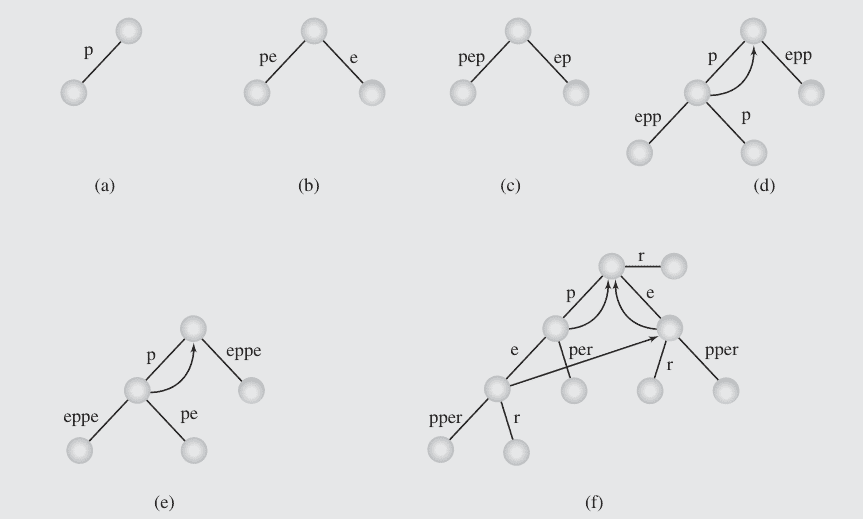 p
(a)
pe e
(b)
pep ep
(c)
p epp
epp p
(d)
p eppe
eppe pe
(e)
r
p e
e per r pper
pper r
(f)